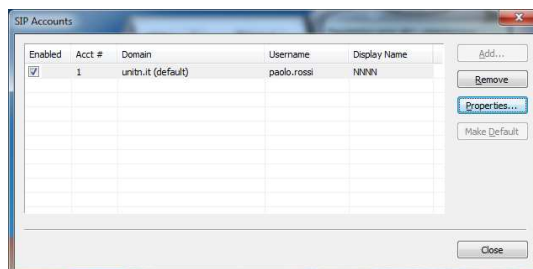 SIP Accounts
Enabled Acct # Domain Username Display Name
1 unitn.it (default) paolo.rossi NNNN
Add...
Remove
Properties...
Make Default
Close